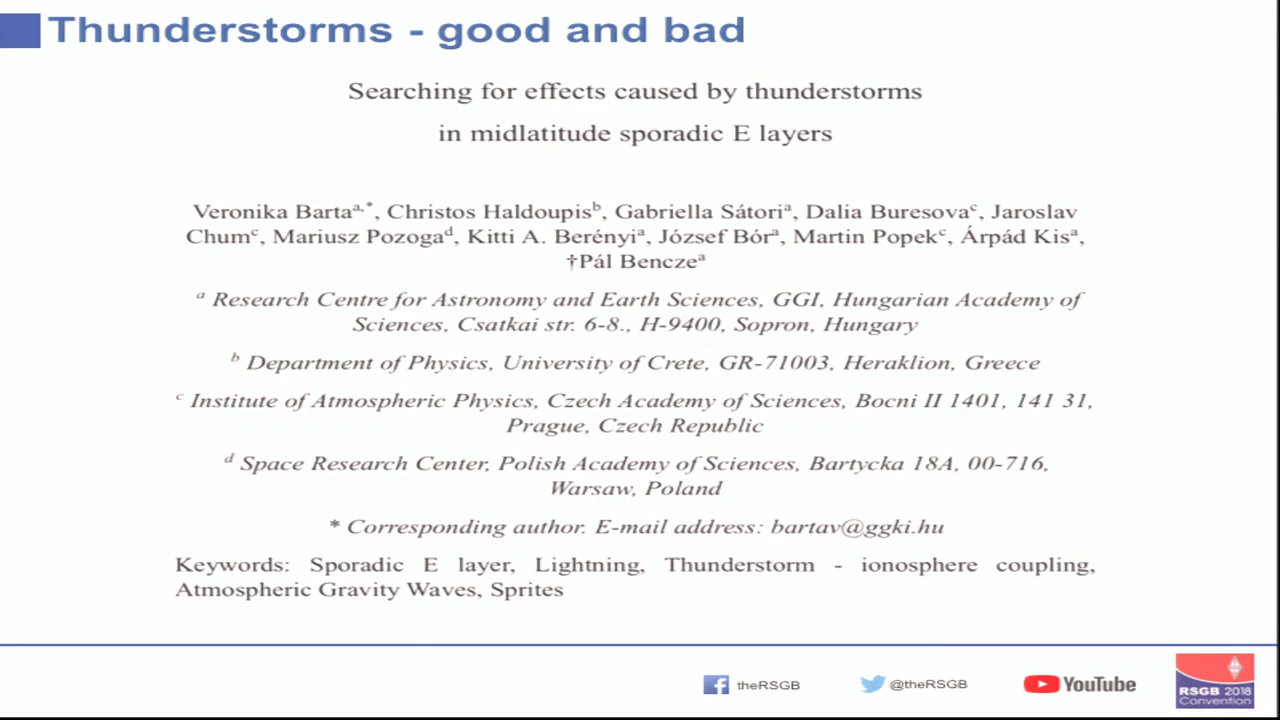 Thunderstorms - good and bad
Searching for effects caused by thunderstorms
in midlatitude sporadic E layers
Veronika Barta^a,*, Christos Haldoupis^b, Gabriella Sátori^a, Dalia Buresova^c, Jaroslav
Chum^c, Mariusz Pozoga^d, Kitti A. Berényi^a, József Bór^a, Martin Popek^c, Árpád Kis^a,
†Pál Bencze^a
^a Research Centre for Astronomy and Earth Sciences, GGI, Hungarian Academy of
Sciences, Csatkai str. 6-8., H-9400, Sopron, Hungary
^b Department of Physics, University of Crete, GR-71003, Heraklion, Greece
^c Institute of Atmospheric Physics, Czech Academy of Sciences, Bocni II 1401, 141 31,
Prague, Czech Republic
^d Space Research Center, Polish Academy of Sciences, Bartycka 18A, 00-716,
Warsaw, Poland
* Corresponding author. E-mail address: bartav@ggki.hu
Keywords: Sporadic E layer, Lightning, Thunderstorm - ionosphere coupling,
Atmospheric Gravity Waves, Sprites
theRSGB
@theRSGB
YouTube
RSGB 2018
Convention